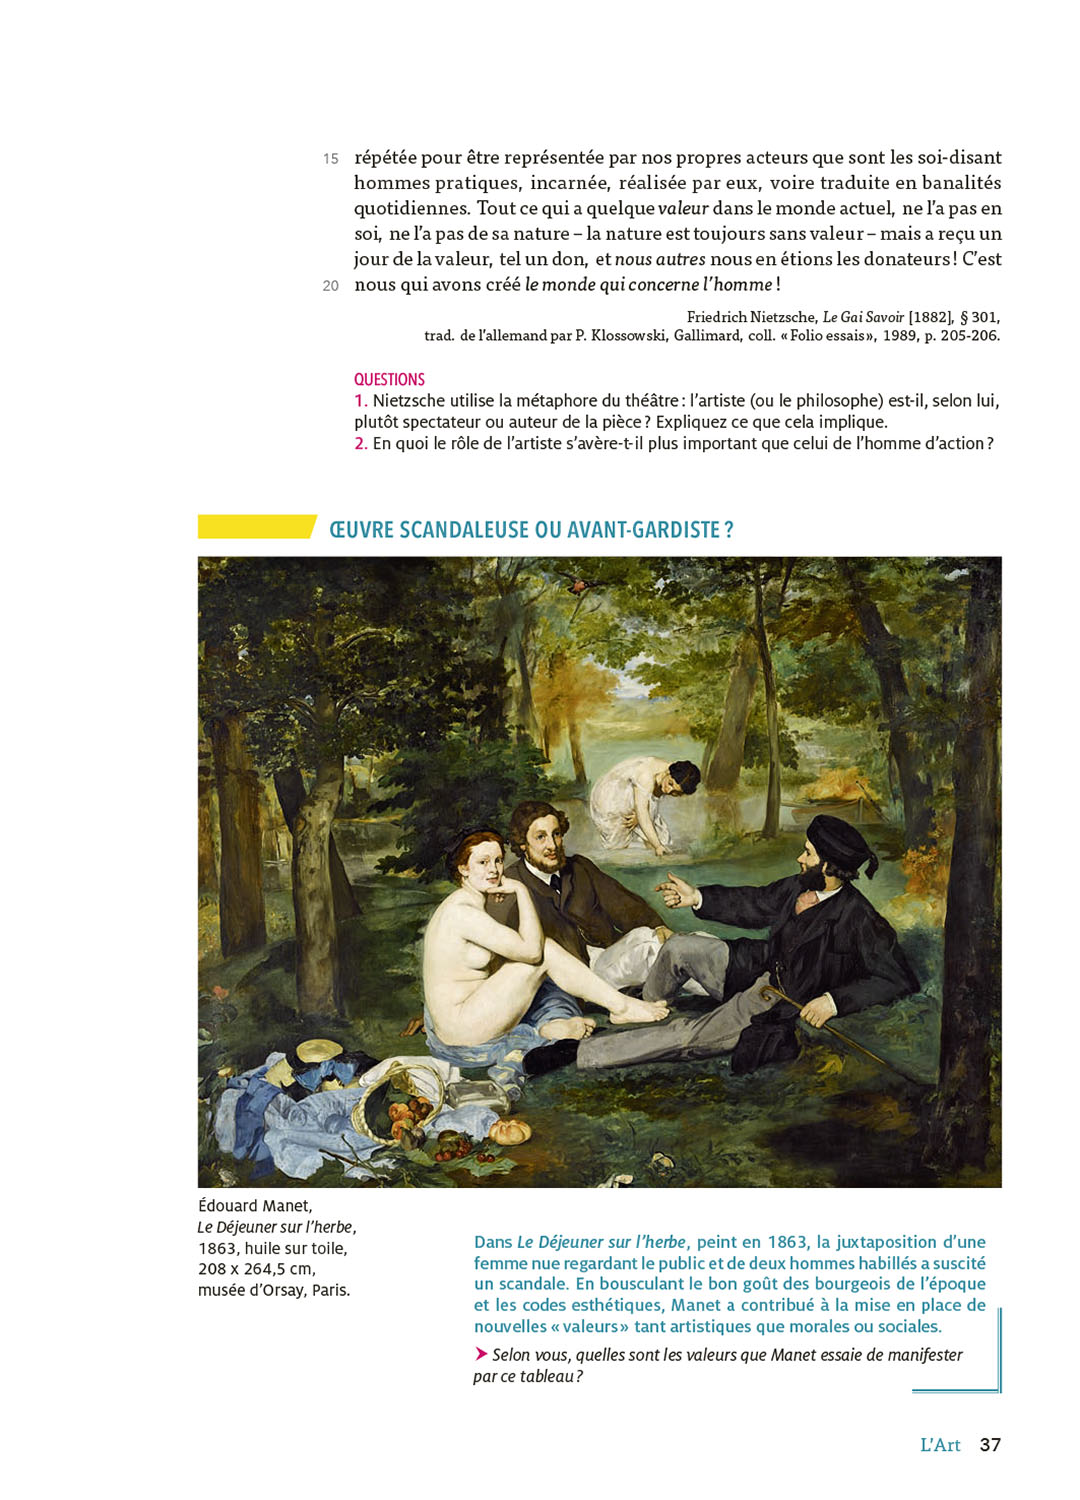 15 répétée pour être représentée par nos propres acteurs que sont les soi-disant
hommes pratiques, incarnée, réalisée par eux, voire traduite en banalités
quotidiennes. Tout ce qui a quelque valeur dans le monde actuel, ne l’a pas en
soi, ne l’a pas de sa nature – la nature est toujours sans valeur – mais a reçu un
jour de la valeur, tel un don, et nous autres nous en étions les donateurs ! C’est
20 nous qui avons créé le monde qui concerne l’homme !
Friedrich Nietzsche, Le Gai Savoir [1882], § 301,
trad. de l’allemand par P. Klossowski, Gallimard, coll. « Folio essais », 1989, p. 205-206.
QUESTIONS
1. Nietzsche utilise la métaphore du théâtre : l’artiste (ou le philosophe) est-il, selon lui,
plutôt spectateur ou auteur de la pièce ? Expliquez ce que cela implique.
2. En quoi le rôle de l’artiste s’avère-t-il plus important que celui de l’homme d’action ?
ŒUVRE SCANDALEUSE OU AVANT-GARDISTE ?
Édouard Manet,
Le Déjeuner sur l’herbe,
1863, huile sur toile,
208 x 264,5 cm,
musée d’Orsay, Paris.
Dans Le Déjeuner sur l’herbe, peint en 1863, la juxtaposition d’une
femme nue regardant le public et de deux hommes habillés a suscité
un scandale. En bousculant le bon goût des bourgeois de l’époque
et les codes esthétiques, Manet a contribué à la mise en place de
nouvelles « valeurs » tant artistiques que morales ou sociales.
➤ Selon vous, quelles sont les valeurs que Manet essaie de manifester
par ce tableau ?
L’Art 37